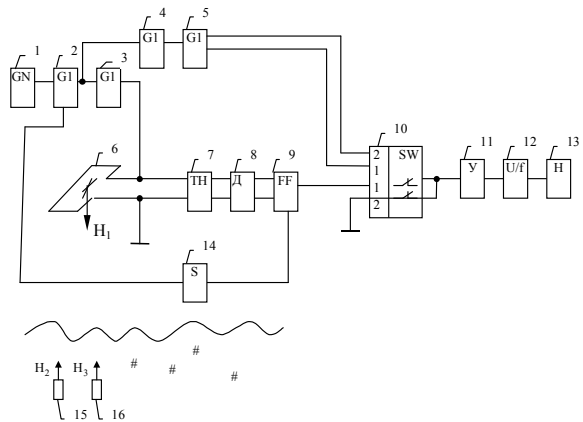 4 5
G1 G1
1 2 3
GN G1 G1
6 7 8 9 10 11 12 13
2 SW
1
TH Д FF 1 У U/f H
2
H₁
14
S
#
# #
#
H₂ H₃
15 16